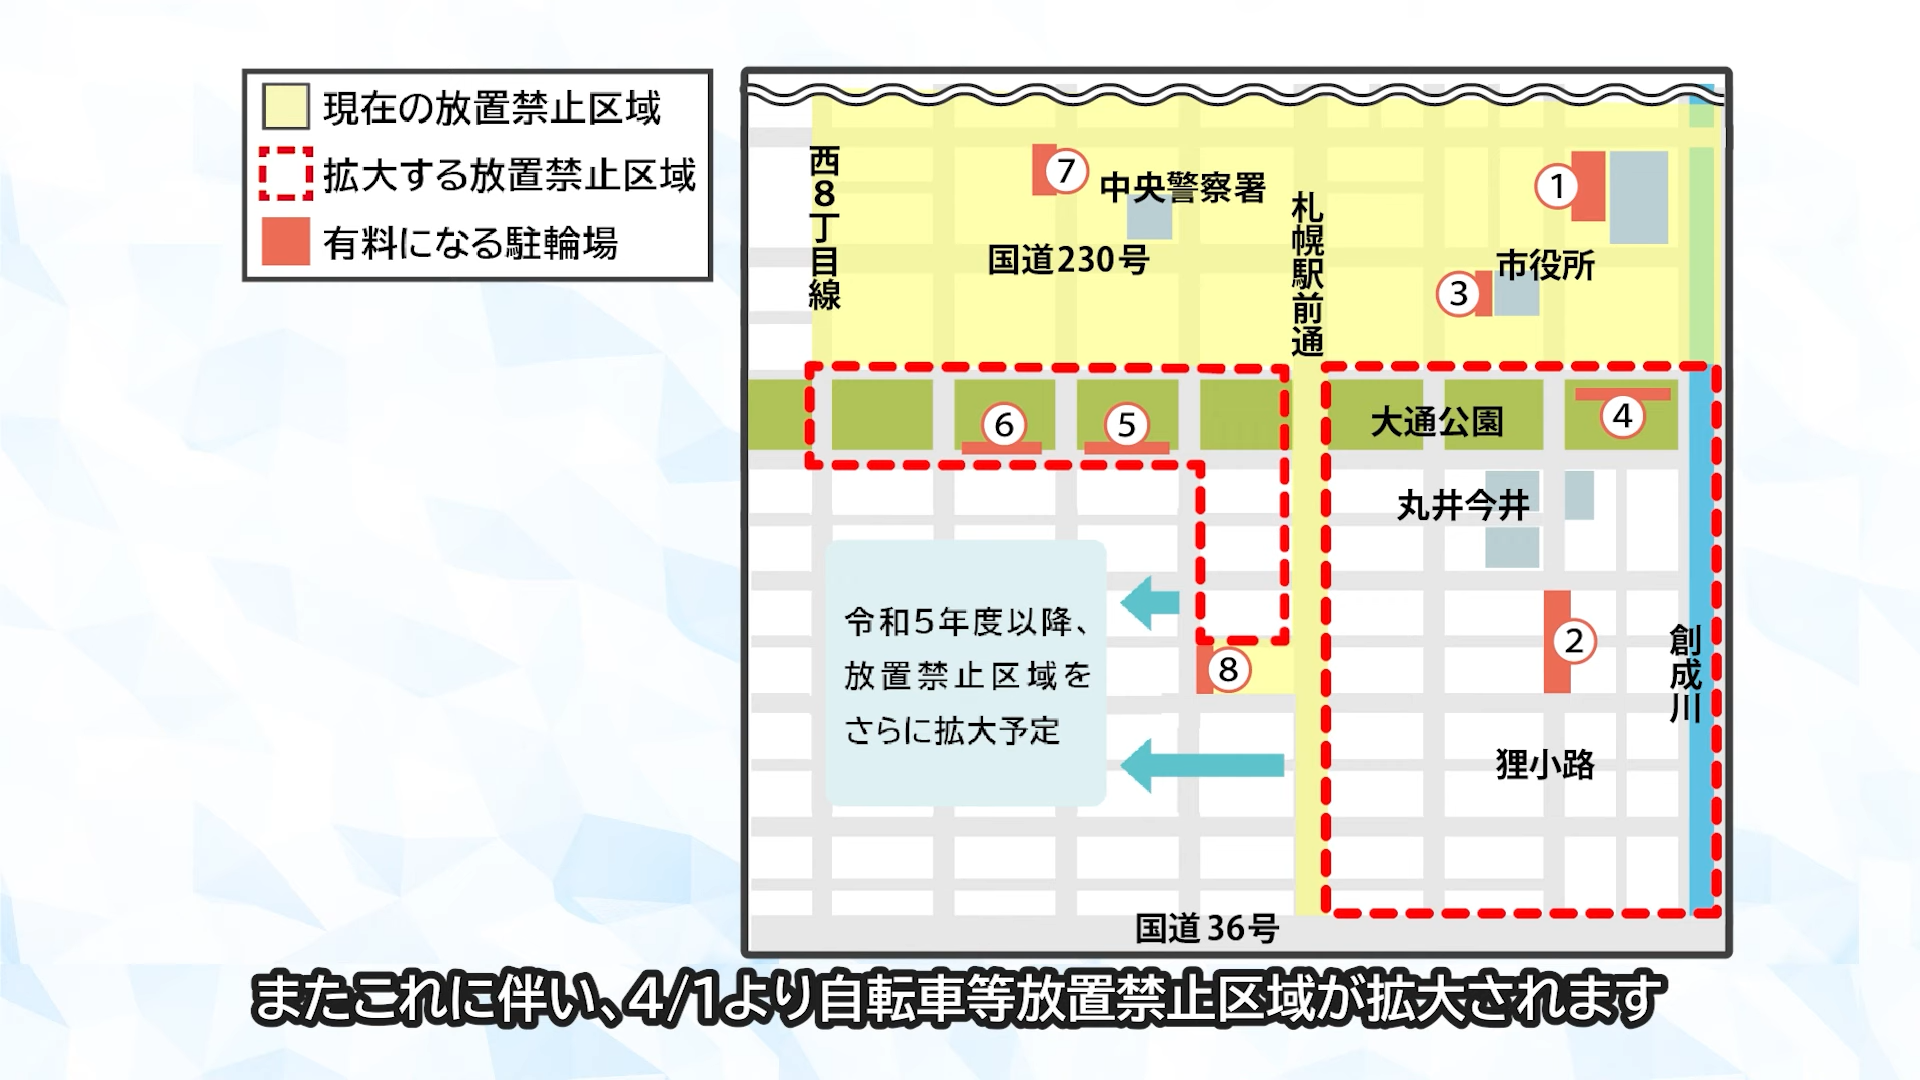 現在の放置禁止区域
拡大する放置禁止区域
有料になる駐輪場
西8丁目線
⑦
中央警察署
国道230号
札幌駅前通
①
市役所
③
⑥
⑤
大通公園
④
丸井今井
令和5年度以降、
放置禁止区域を
さらに拡大予定
⑧
②
創成川
狸小路
国道36号
またこれに伴い、4/1より自転車等放置禁止区域が拡大されます